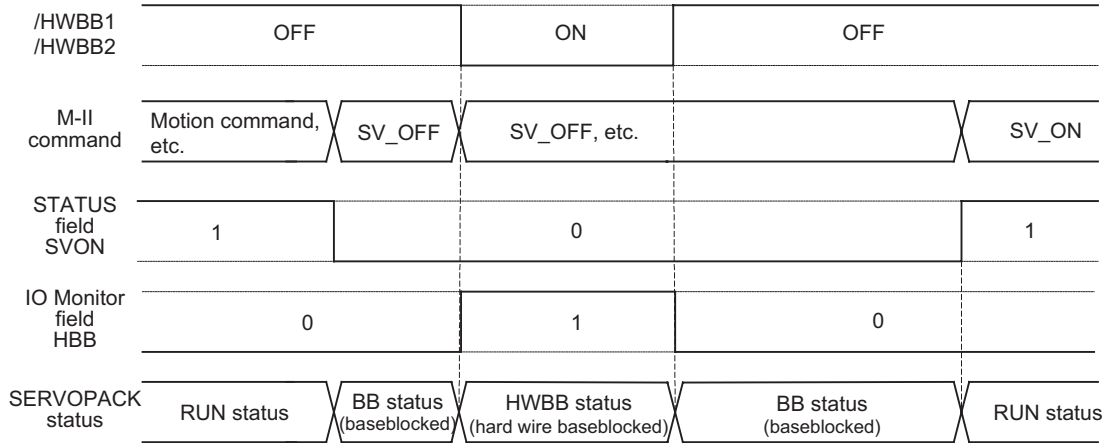 /HWBB1
/HWBB2
OFF
ON
OFF
M-II
command
Motion command,
etc.
SV_OFF
SV_OFF, etc.
SV_ON
STATUS
field
SVON
1
0
1
IO Monitor
field
HBB
0
1
0
SERVOPACK
status
RUN status
BB status
(baseblocked)
HWBB status
(hard wire baseblocked)
BB status
(baseblocked)
RUN status